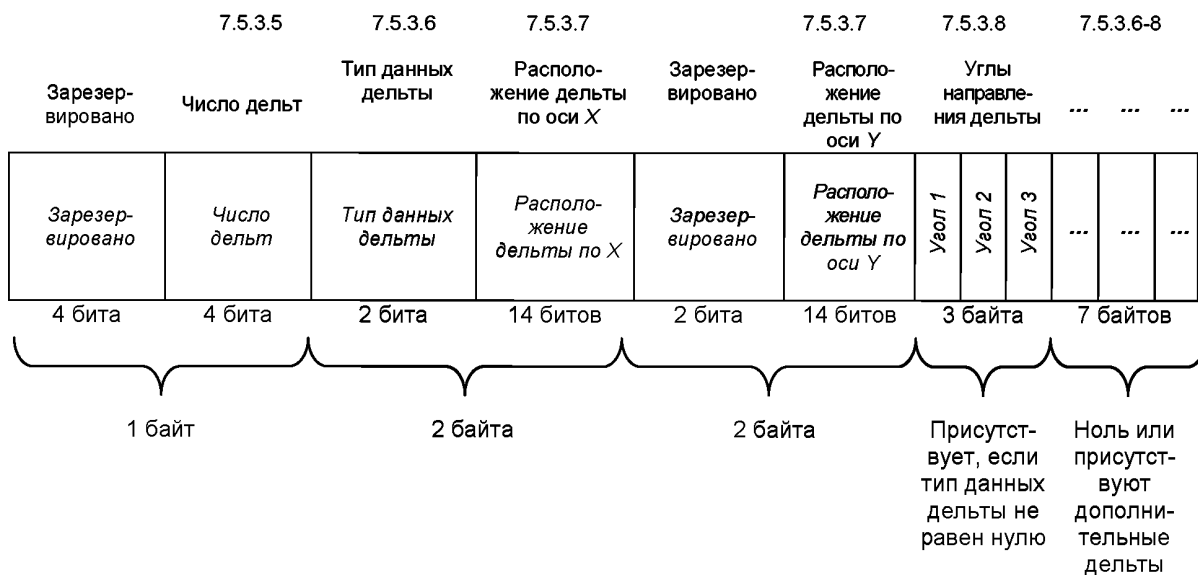 7.5.3.5 7.5.3.6 7.5.3.7 7.5.3.7 7.5.3.8 7.5.3.6-8
Зарезер-
вировано
Число дельт
Тип данных
дельты
Располо-
жение дельты
по оси X
Зарезер-
вировано
Располо-
жение
дельты по
оси Y
Углы
направле-
ния дельты
... ... ...
Зарезер-
вировано
Число
дельт
Тип данных
дельты
Располо-
жение
дельты по X
Зарезер-
вировано
Располо-
жение
дельты по
оси Y
Угол 1
Угол 2
Угол 3
... ... ...
4 бита 4 бита 2 бита 14 битов 2 бита 14 битов 3 байта 7 байтов
1 байт 2 байта 2 байта
Присутст-
вует, если
тип данных
дельты не
равен нулю
Ноль или
присутст-
вуют
дополни-
тельные
дельты